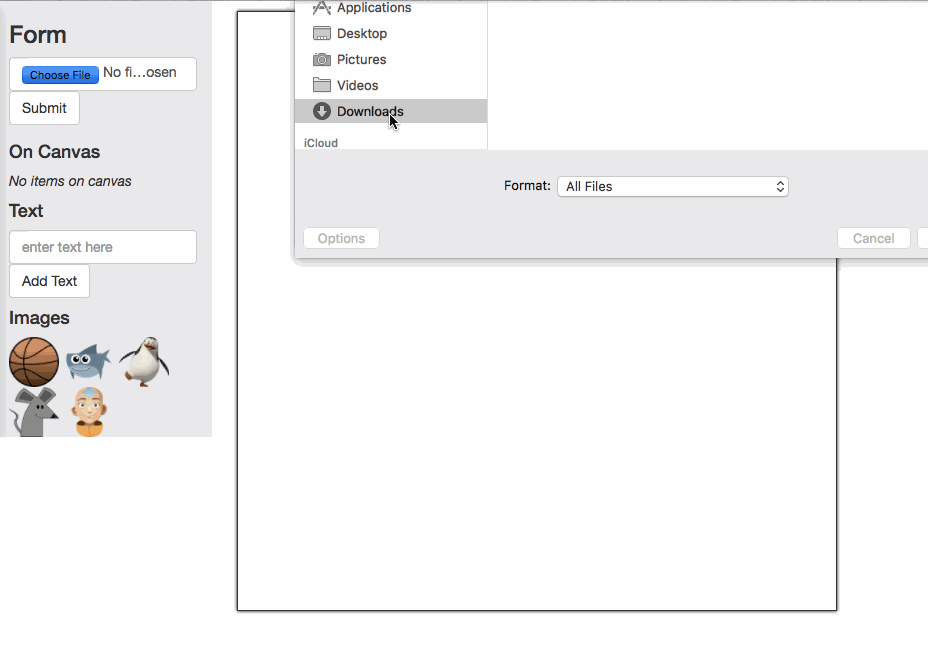 Form
Choose File No fi...osen
Submit
On Canvas
No items on canvas
Text
enter text here
Add Text
Images
Applications
Desktop
Pictures
Videos
Downloads
iCloud
Format: All Files
Options
Cancel